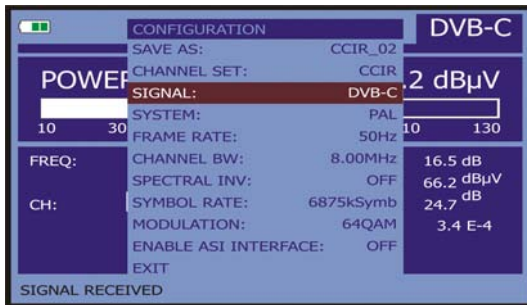 CONFIGURATION
DVB-C
SAVE AS: CCIR_02
CHANNEL SET: CCIR
POWER .2 dBµV
SIGNAL: DVB-C
SYSTEM: PAL
10 30 10 130
FRAME RATE: 50Hz
FREQ: CHANNEL BW: 8.00MHz 16.5 dB
SPECTRAL INV: OFF 66.2 dBµV
CH: SYMBOL RATE: 6875kSymb 24.7 dB
MODULATION: 64QAM 3.4 E-4
ENABLE ASI INTERFACE: OFF
EXIT
SIGNAL RECEIVED